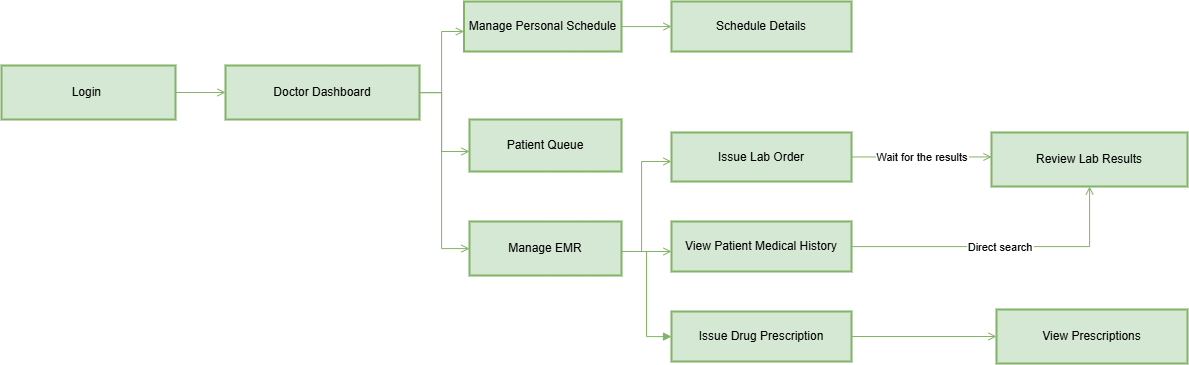 Manage Personal Schedule
Schedule Details
Login
Doctor Dashboard
Patient Queue
Issue Lab Order
Wait for the results
Review Lab Results
Manage EMR
View Patient Medical History
Direct search
Issue Drug Prescription
View Prescriptions